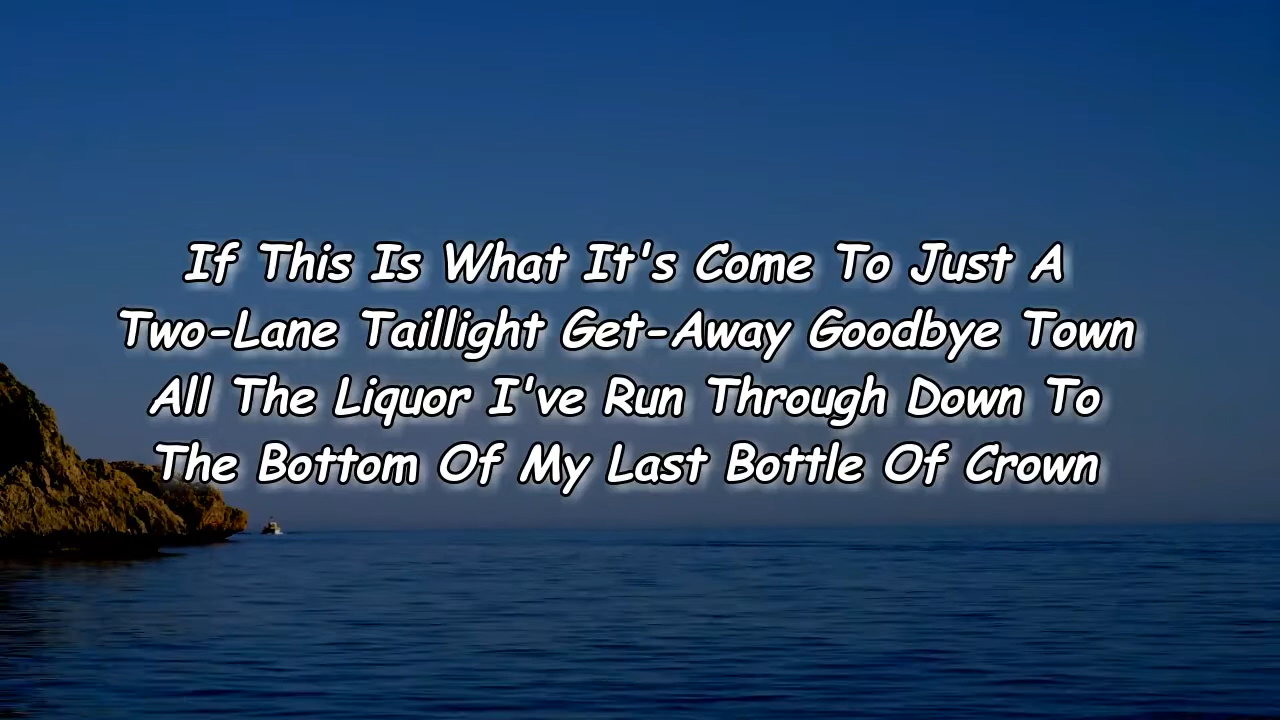 If This Is What It's Come To Just A
Two-Lane Taillight Get-Away Goodbye Town
All The Liquor I've Run Through Down To
The Bottom Of My Last Bottle Of Crown